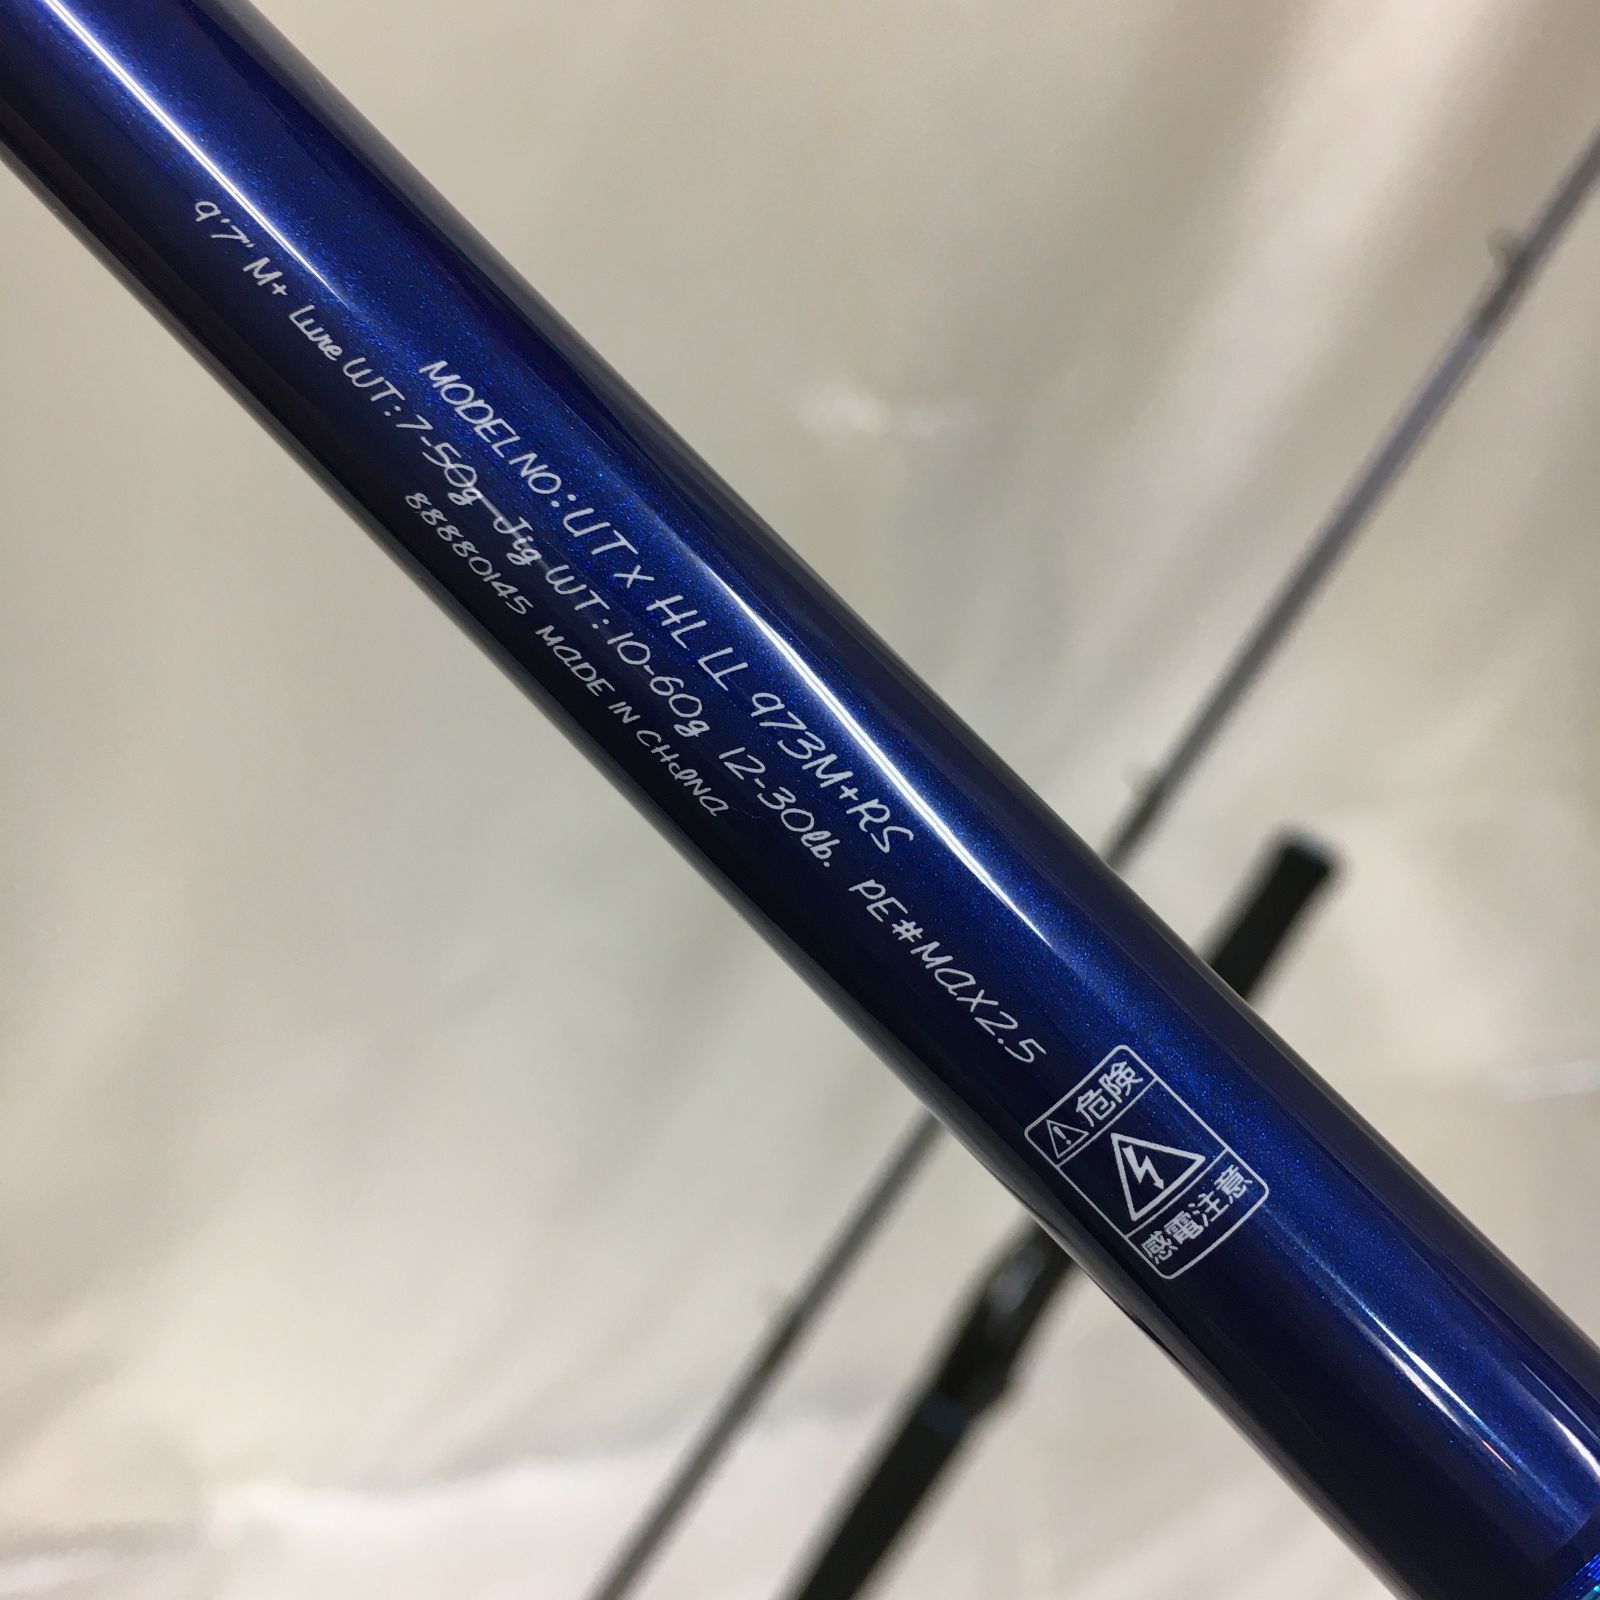 MODEL NO: UT x HL LL 973M+RS
9'7" M+ Lure WT: 7-50g Jig WT: 10-60g 12-30lb. PE#MAX2.5
88880145 MADE IN CHINA
危険
感電注意